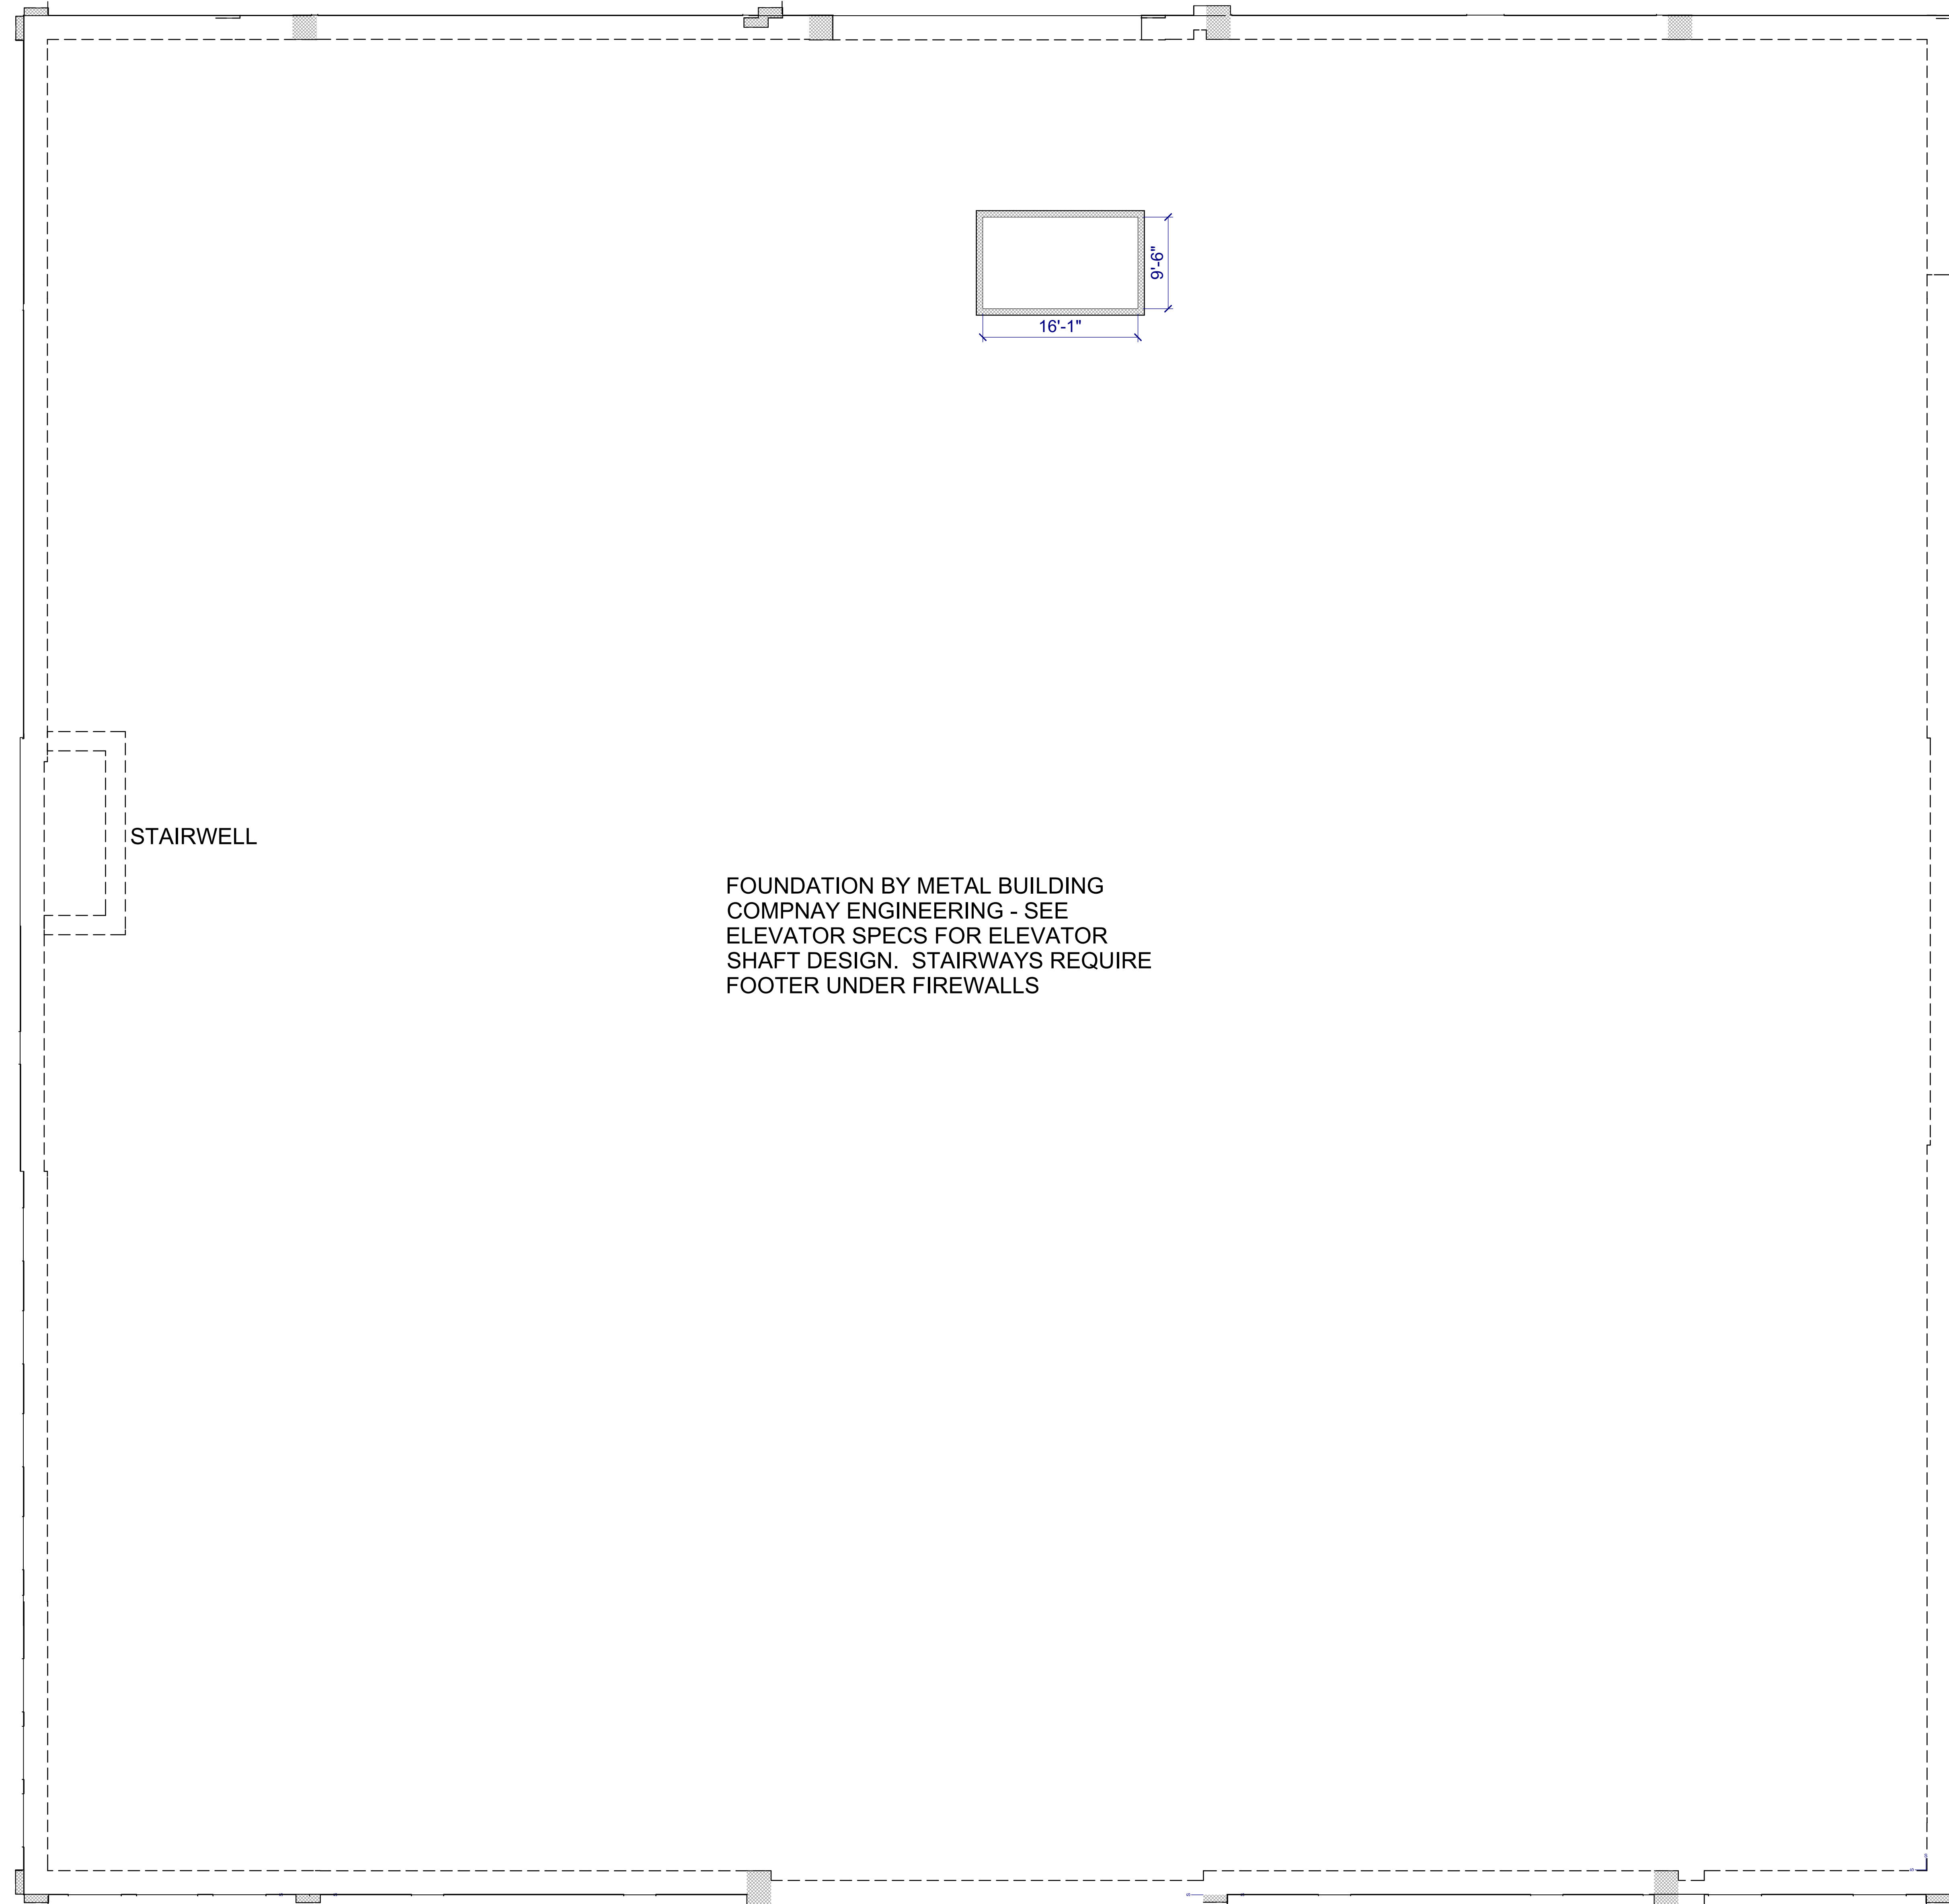 9'-6"
16'-1"
STAIRWELL
FOUNDATION BY METAL BUILDING
COMPNAY ENGINEERING - SEE
ELEVATOR SPECS FOR ELEVATOR
SHAFT DESIGN.  STAIRWAYS REQUIRE
FOOTER UNDER FIREWALLS